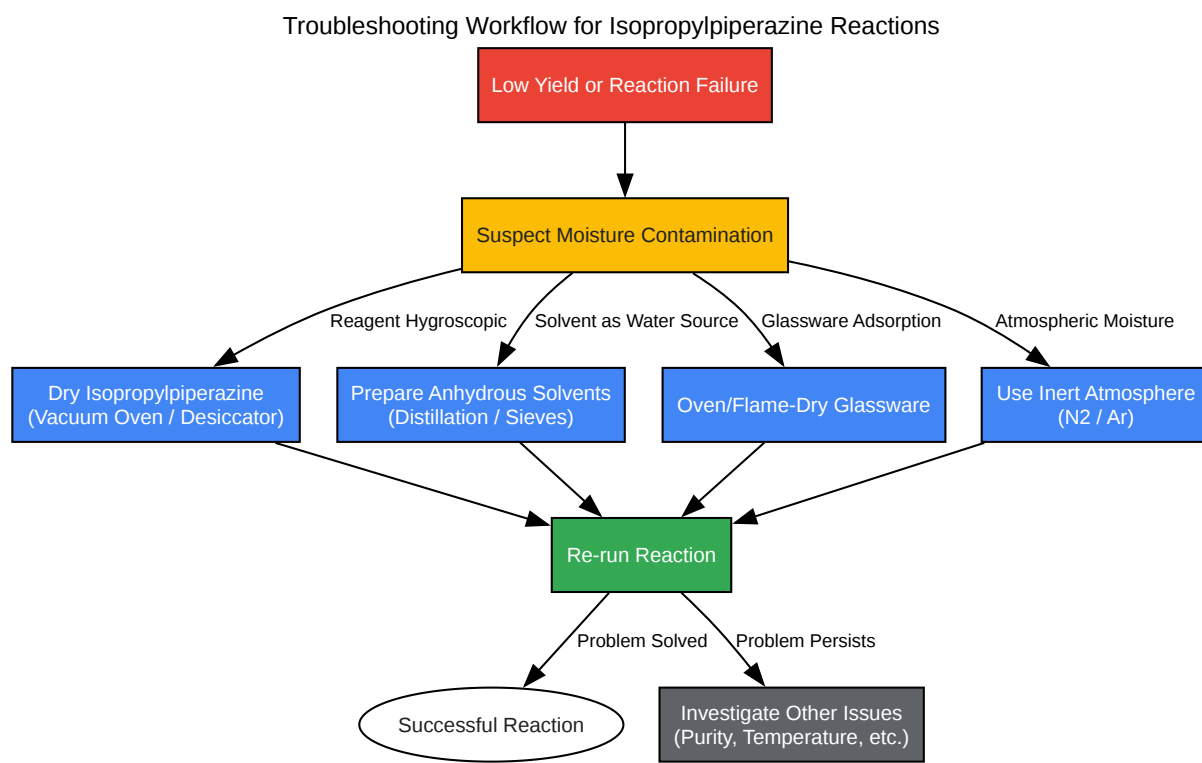 Troubleshooting Workflow for Isopropylpiperazine Reactions
Low Yield or Reaction Failure
Suspect Moisture Contamination
Reagent Hygroscopic
Solvent as Water Source
Glassware Adsorption
Atmospheric Moisture
Dry Isopropylpiperazine
(Vacuum Oven / Desiccator)
Prepare Anhydrous Solvents
(Distillation / Sieves)
Oven/Flame-Dry Glassware
Use Inert Atmosphere
(N2 / Ar)
Re-run Reaction
Problem Solved
Problem Persists
Successful Reaction
Investigate Other Issues
(Purity, Temperature, etc.)